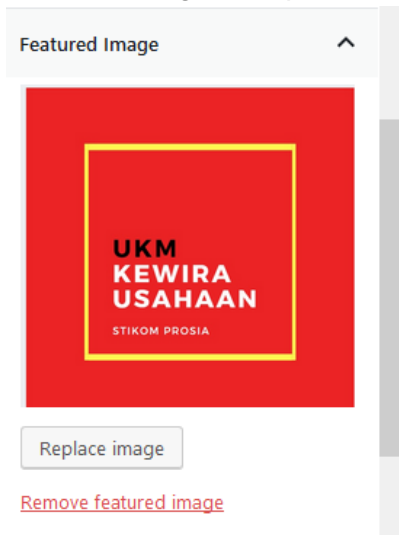 Featured Image
UKM
KEWIRA
USAHAAN
STIKOM PROSIA
Replace image
Remove featured image